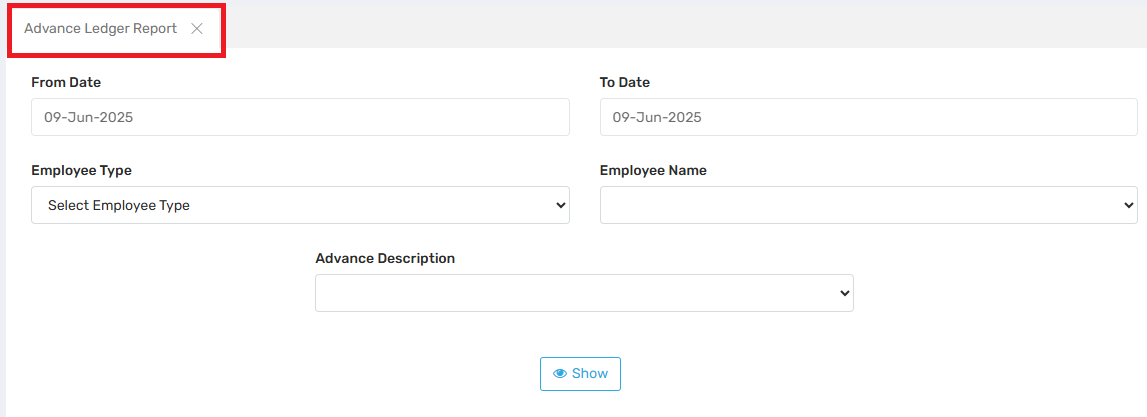 Advance Ledger Report
From Date
To Date
09-Jun-2025
09-Jun-2025
Employee Type
Employee Name
Select Employee Type
Advance Description
Show